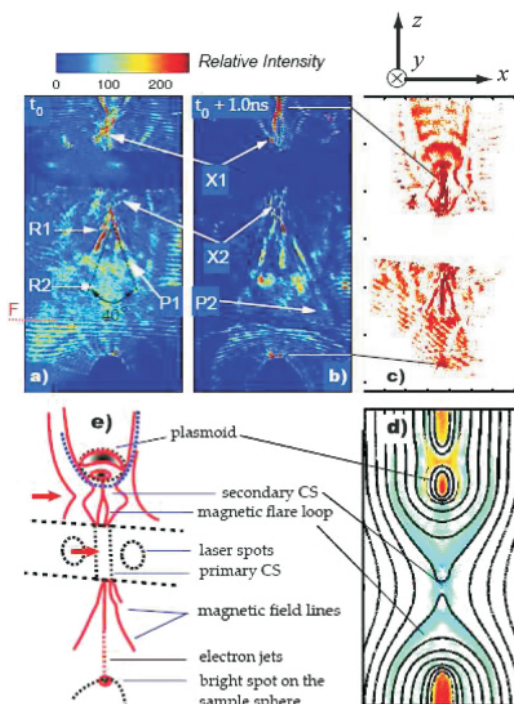 Relative Intensity
0 100 200
z
y
x
t0
t0 + 1.0ns
X1
X2
R1
R2
P1
P2
F
40
a)
b)
c)
e)
d)
plasmoid
secondary CS
magnetic flare loop
laser spots
primary CS
magnetic field lines
electron jets
bright spot on the
sample sphere